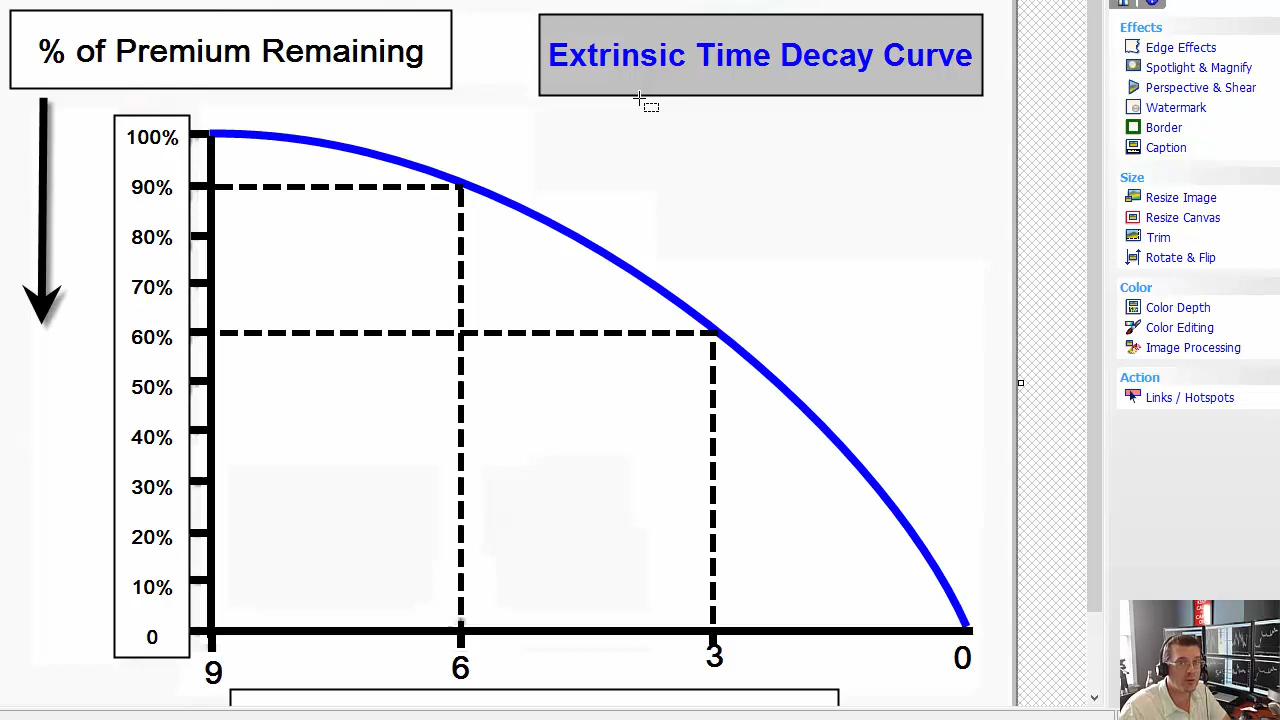 % of Premium Remaining
Extrinsic Time Decay Curve
100%
90%
80%
70%
60%
50%
40%
30%
20%
10%
0
9
6
3
0
Effects
Edge Effects
Spotlight & Magnify
Perspective & Shear
Watermark
Border
Caption
Size
Resize Image
Resize Canvas
Trim
Rotate & Flip
Color
Color Depth
Color Editing
Image Processing
Action
Links / Hotspots